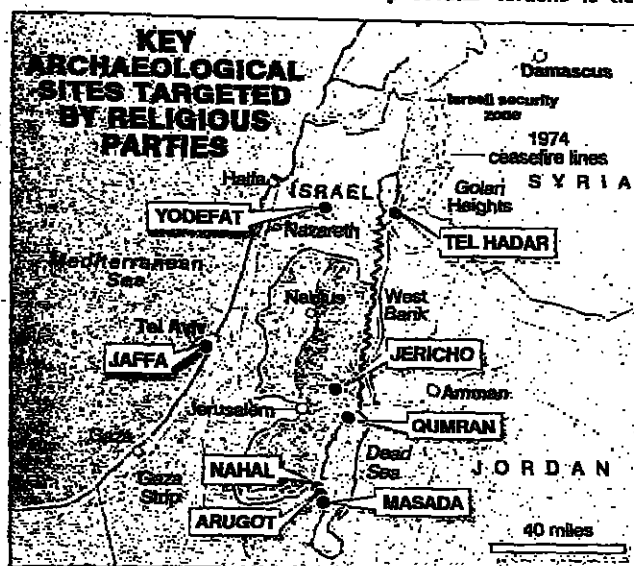 KEY
ARCHAEOLOGICAL
SITES TARGETED
BY RELIGIOUS
PARTIES
Damascus
Israeli security
zone
1974
ceasefire lines
SYRIA
Haifa
ISRAEL
Golan
Heights
YODEFAT
Nazareth
TEL HADAR
Mediterranean
Sea
Nablus
West
Bank
Tel Aviv
JAFFA
JERICHO
Amman
Jerusalem
QUMRAN
Gaza
Dead
Sea
Gaza
Strip
NAHAL
JORDAN
MASADA
ARUGOT
40 miles